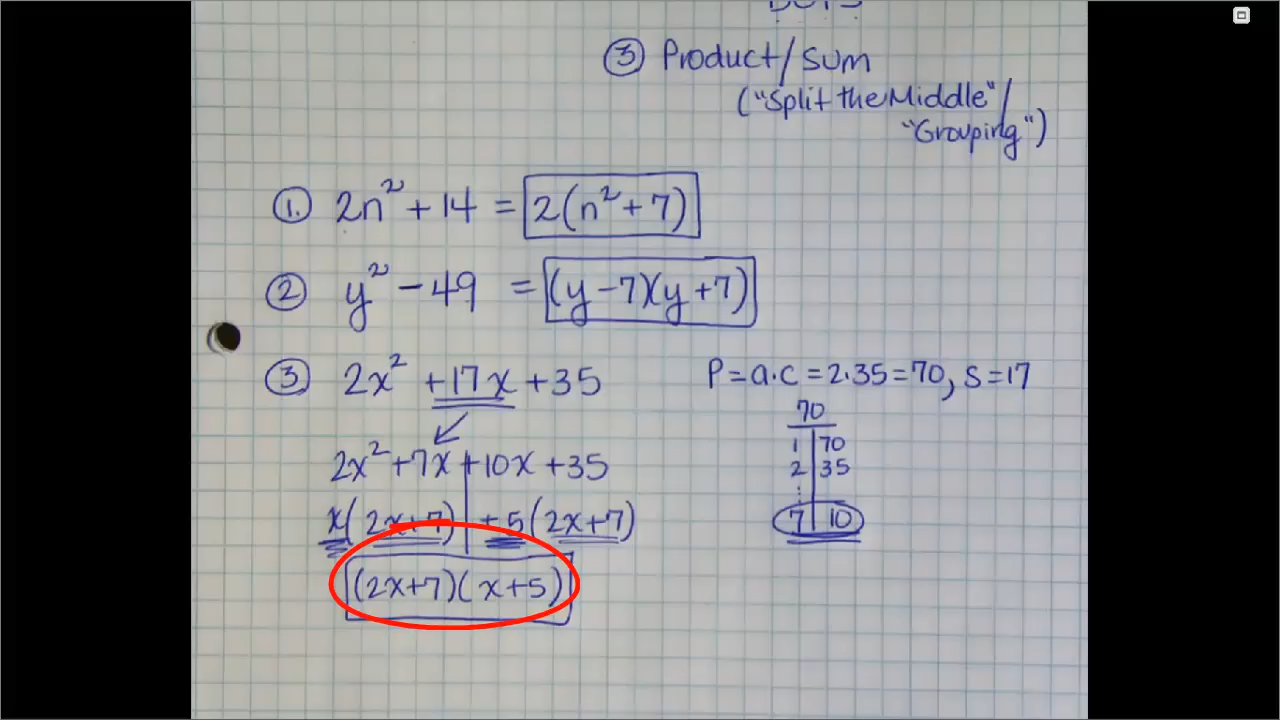 ③ Product/Sum
("Split the Middle"/
"Grouping")
① 2n² + 14 = 2(n² + 7)
② y² - 49 = (y - 7)(y + 7)
③ 2x² + 17x + 35
P = a·c = 2·35 = 70, S = 17
70
1 | 70
2x² + 7x + 10x + 35
2 | 35
⋮
x(2x+7) + 5(2x+7)
7 | 10
(2x+7)(x+5)